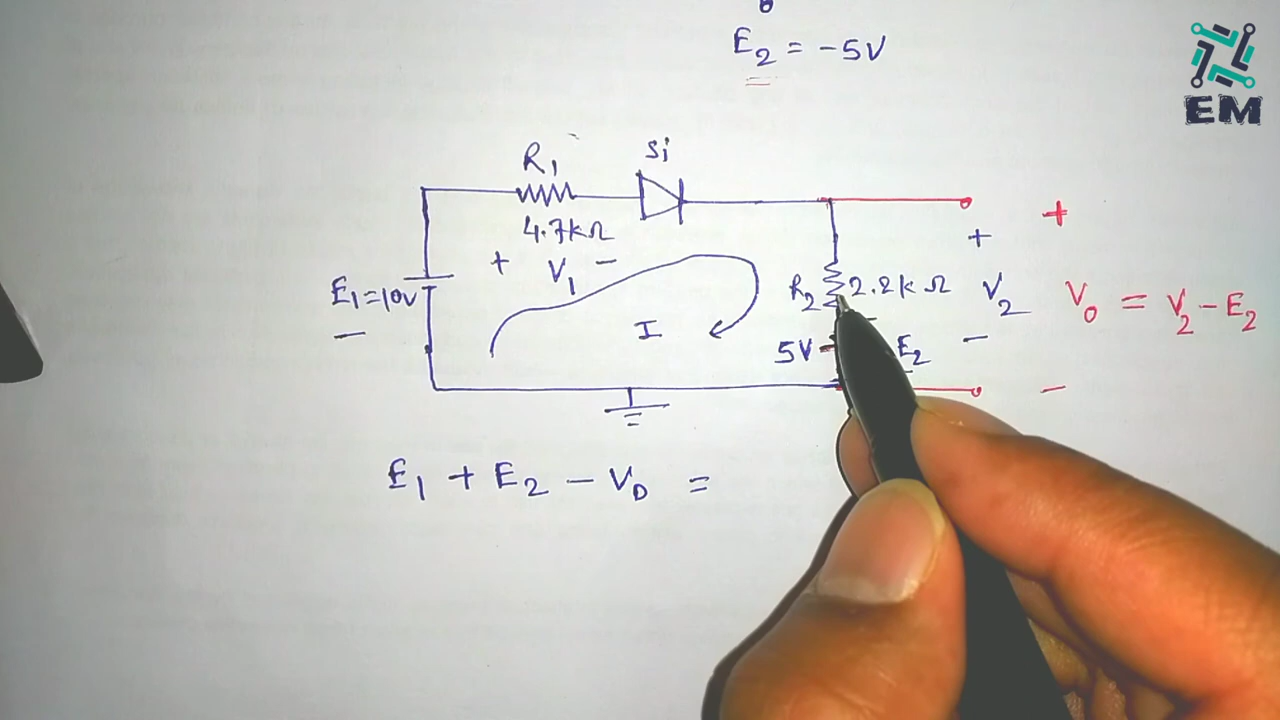 E₂ = -5V
EM
R₁
Si
4.7kΩ
+ V₁ -
E₁=10V
-
I
R₂ 2.2kΩ
5V
E₂
+
V₂
-
+
V₀ = V₂ - E₂
-
E₁ + E₂ - V_D =